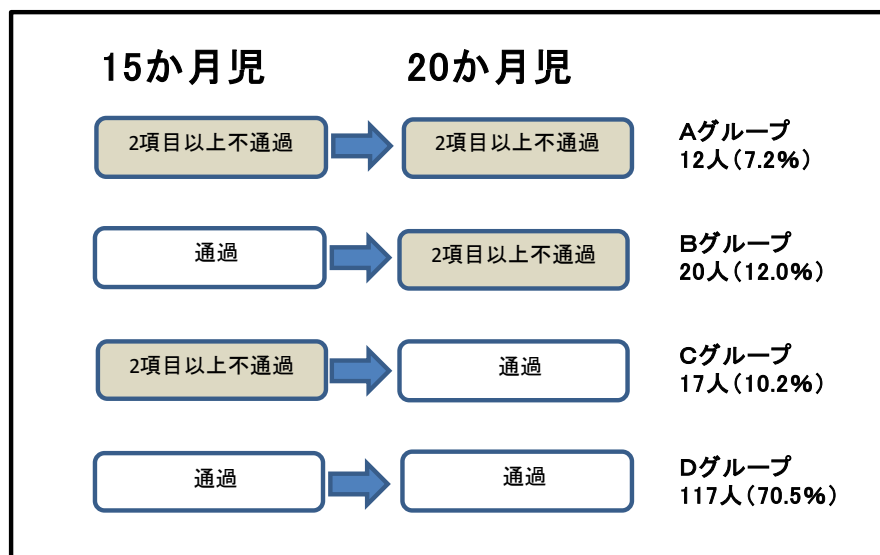 15か月児
20か月児
2項目以上不通過
2項目以上不通過
Aグループ
12人(7.2%)
通過
2項目以上不通過
Bグループ
20人(12.0%)
2項目以上不通過
通過
Cグループ
17人(10.2%)
通過
通過
Dグループ
117人(70.5%)